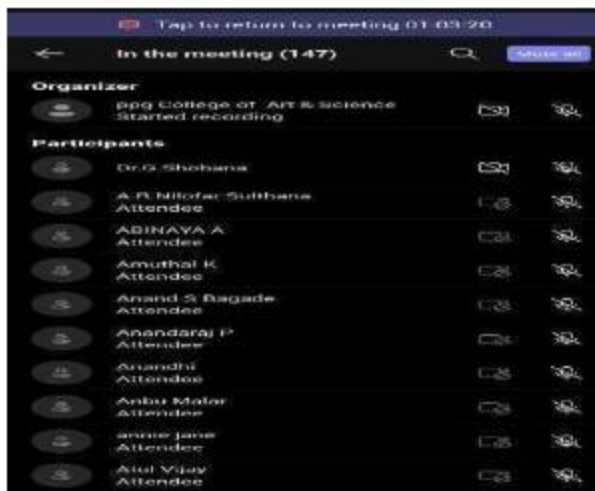 Tap to return to meeting 01:03:20
In the meeting (147)
Mute all
Organizer
ppg College of Art & Science
Started recording
Participants
Dr.G Shobana
A R Nilofar Sulthana
Attendee
ABINAYA A
Attendee
Amuthal K
Attendee
Anand S Bagade
Attendee
Anandaraj P
Attendee
Anandhi
Attendee
Anbu Malar
Attendee
annie jane
Attendee
Vijay
Attendee